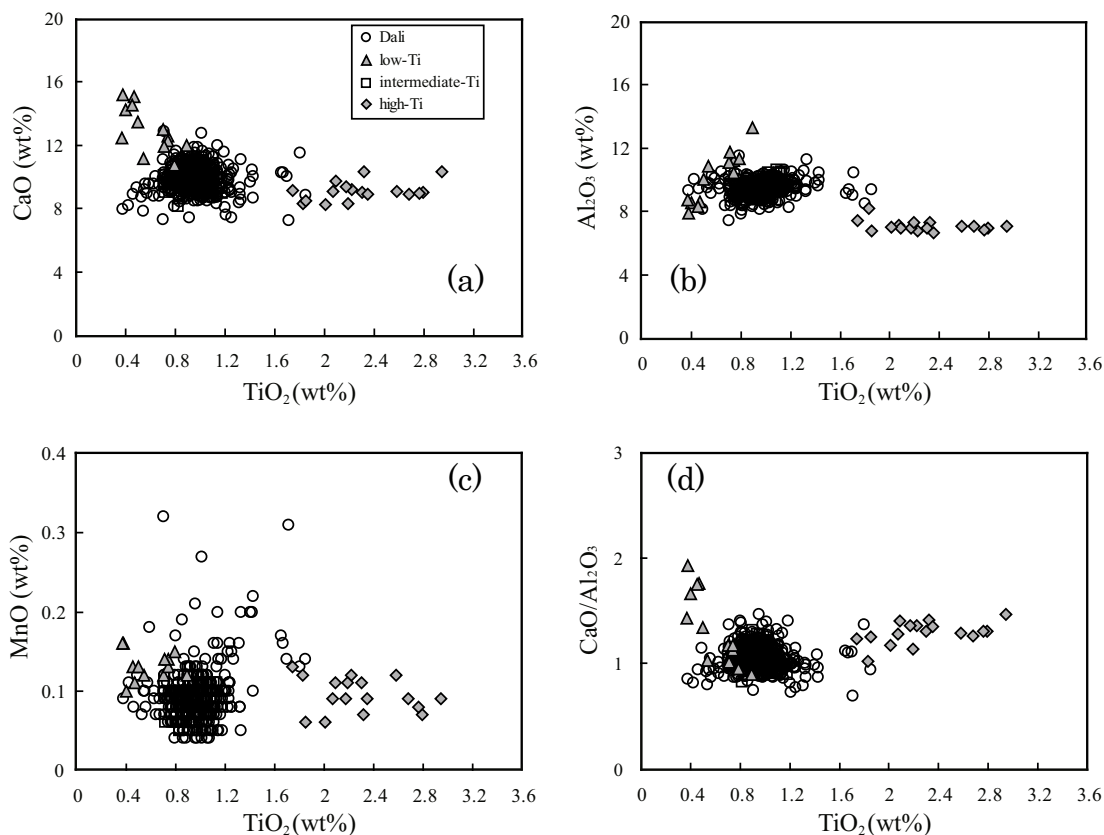 20
16
12
8
4
0
CaO (wt%)
Dali
low-Ti
intermediate-Ti
high-Ti
(a)
0.4 0.8 1.2 1.6 2 2.4 2.8 3.2 3.6
TiO₂(wt%)
20
16
12
8
4
0
Al₂O₃ (wt%)
(b)
0.4 0.8 1.2 1.6 2 2.4 2.8 3.2 3.6
TiO₂(wt%)
0.4
0.3
0.2
0.1
0
MnO (wt%)
(c)
0.4 0.8 1.2 1.6 2 2.4 2.8 3.2 3.6
TiO₂(wt%)
3
2
1
0
CaO/Al₂O₃
(d)
0.4 0.8 1.2 1.6 2 2.4 2.8 3.2 3.6
TiO₂(wt%)